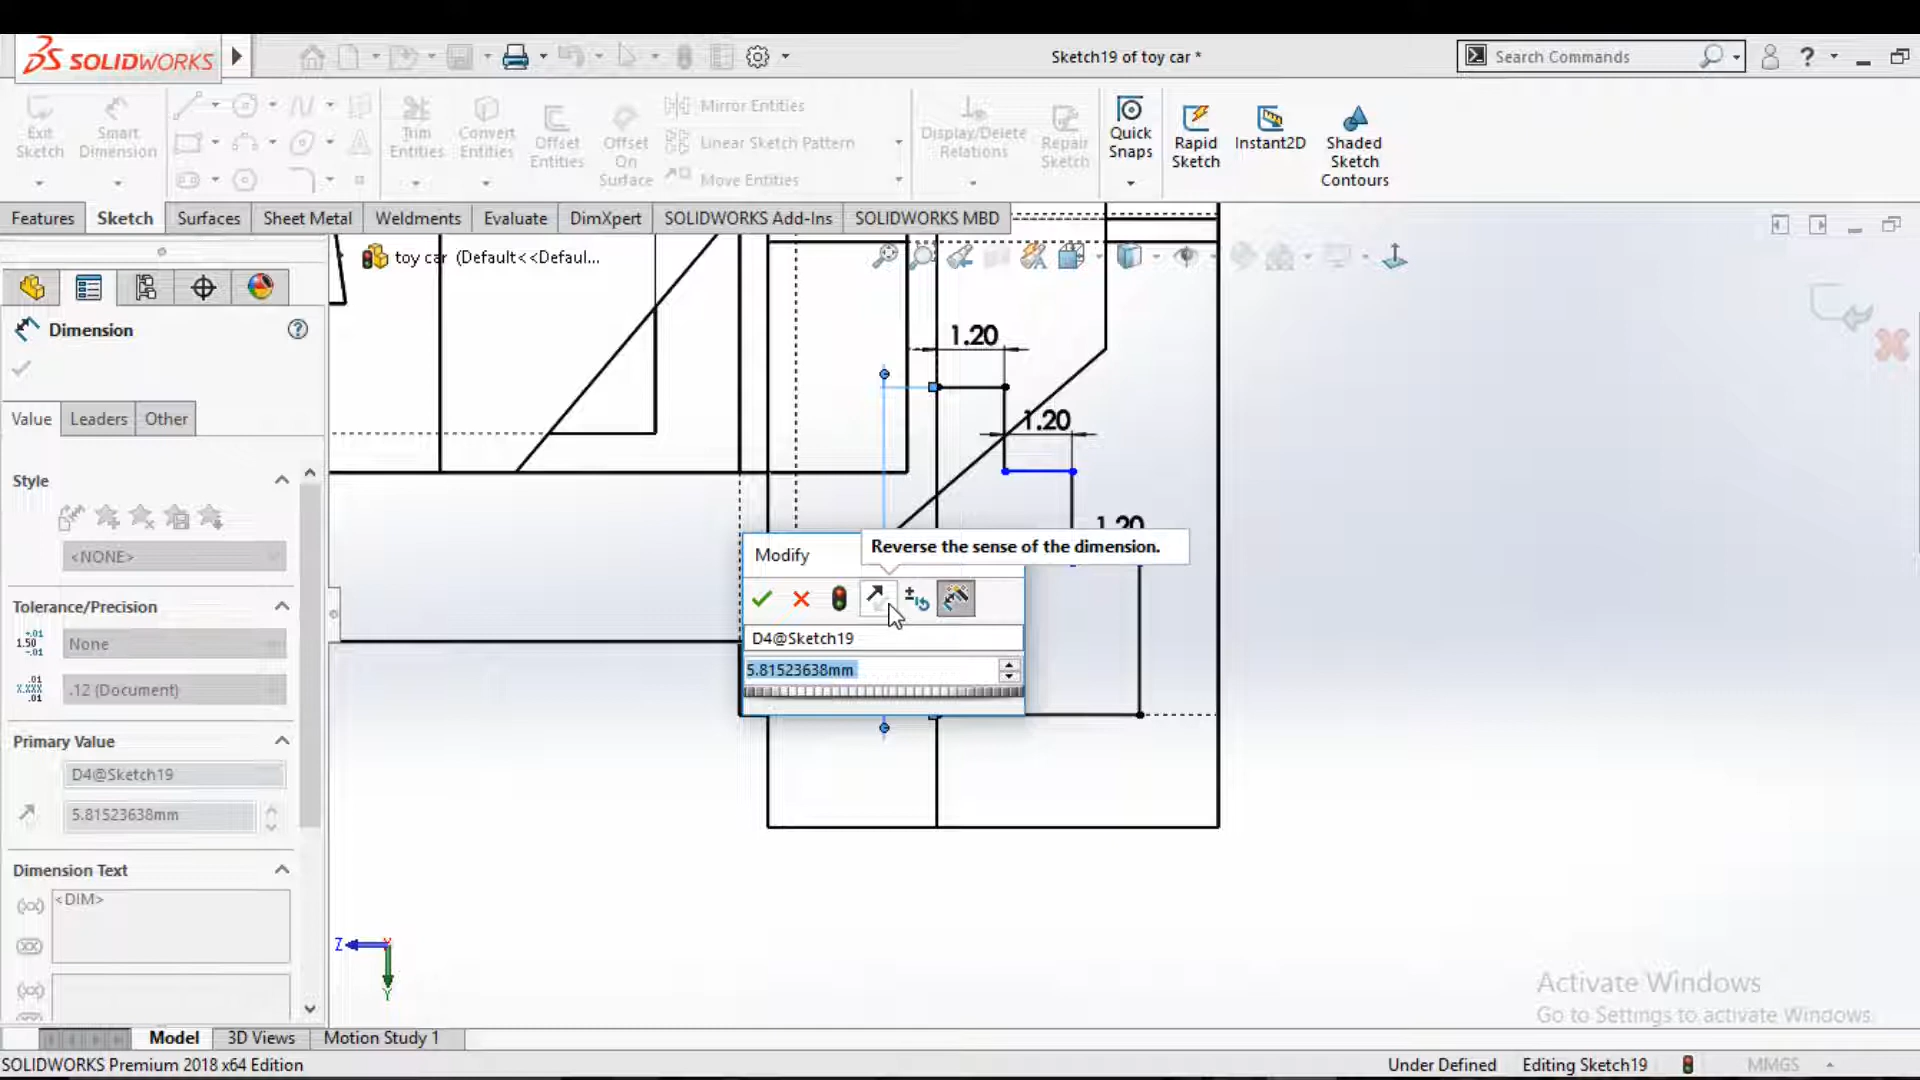 SOLIDWORKS
Sketch19 of toy car *
Search Commands
?
Exit Sketch
Smart Dimension
Trim Entities
Convert Entities
Offset Entities
Offset On Surface
Mirror Entities
Linear Sketch Pattern
Move Entities
Display/Delete Relations
Repair Sketch
Quick Snaps
Rapid Sketch
Instant2D
Shaded Sketch Contours
Features
Sketch
Surfaces
Sheet Metal
Weldments
Evaluate
DimXpert
SOLIDWORKS Add-Ins
SOLIDWORKS MBD
toy car (Default<<Defaul...
Dimension
Value
Leaders
Other
Style
<NONE>
Tolerance/Precision
None
.12 (Document)
Primary Value
D4@Sketch19
5.81523638mm
Dimension Text
<DIM>
1.20
1.20
1.20
Reverse the sense of the dimension.
Modify
D4@Sketch19
5.81523638mm
Z
Y
Activate Windows
Go to Settings to activate Windows.
Model
3D Views
Motion Study 1
SOLIDWORKS Premium 2018 x64 Edition
Under Defined
Editing Sketch19
MMGS